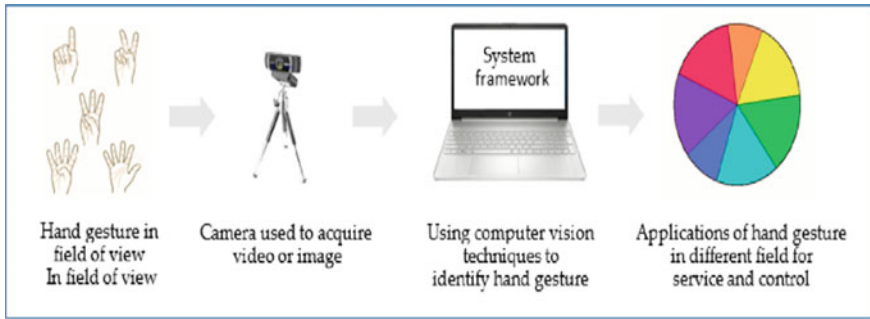 System
framework
Hand gesture in
field of view
In field of view
Camera used to acquire
video or image
Using computer vision
techniques to
identify hand gesture
Applications of hand gesture
in different field for
service and control